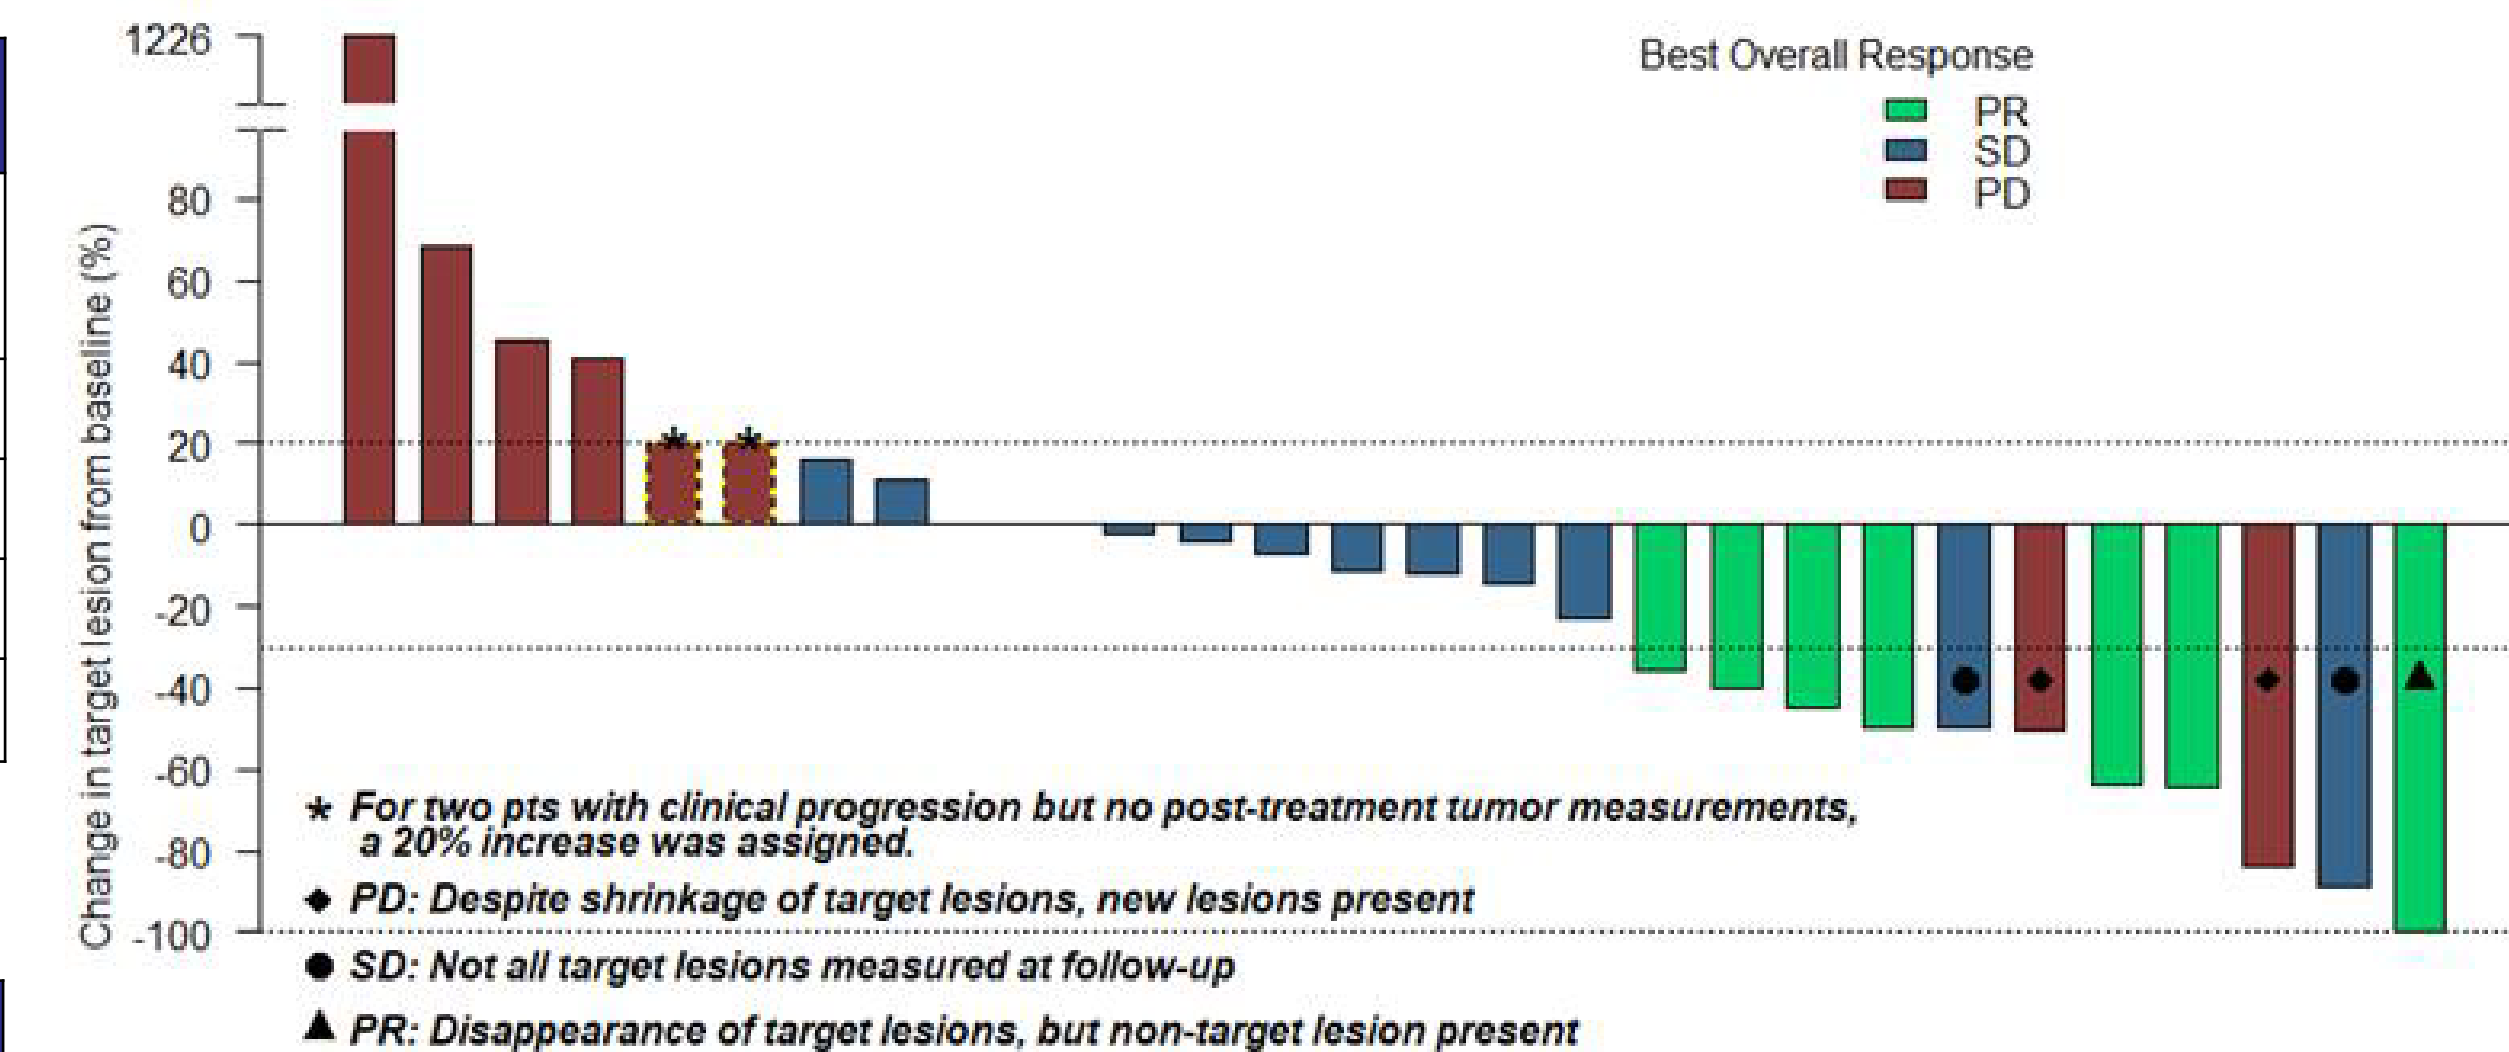 Change in target lesion from baseline (%)
1226
80
60
40
20
0
-20
-40
-60
-80
-100
Best Overall Response
PR
SD
PD
* *
* For two pts with clinical progression but no post-treatment tumor measurements,
a 20% increase was assigned.
◆ PD: Despite shrinkage of target lesions, new lesions present
● SD: Not all target lesions measured at follow-up
▲ PR: Disappearance of target lesions, but non-target lesion present